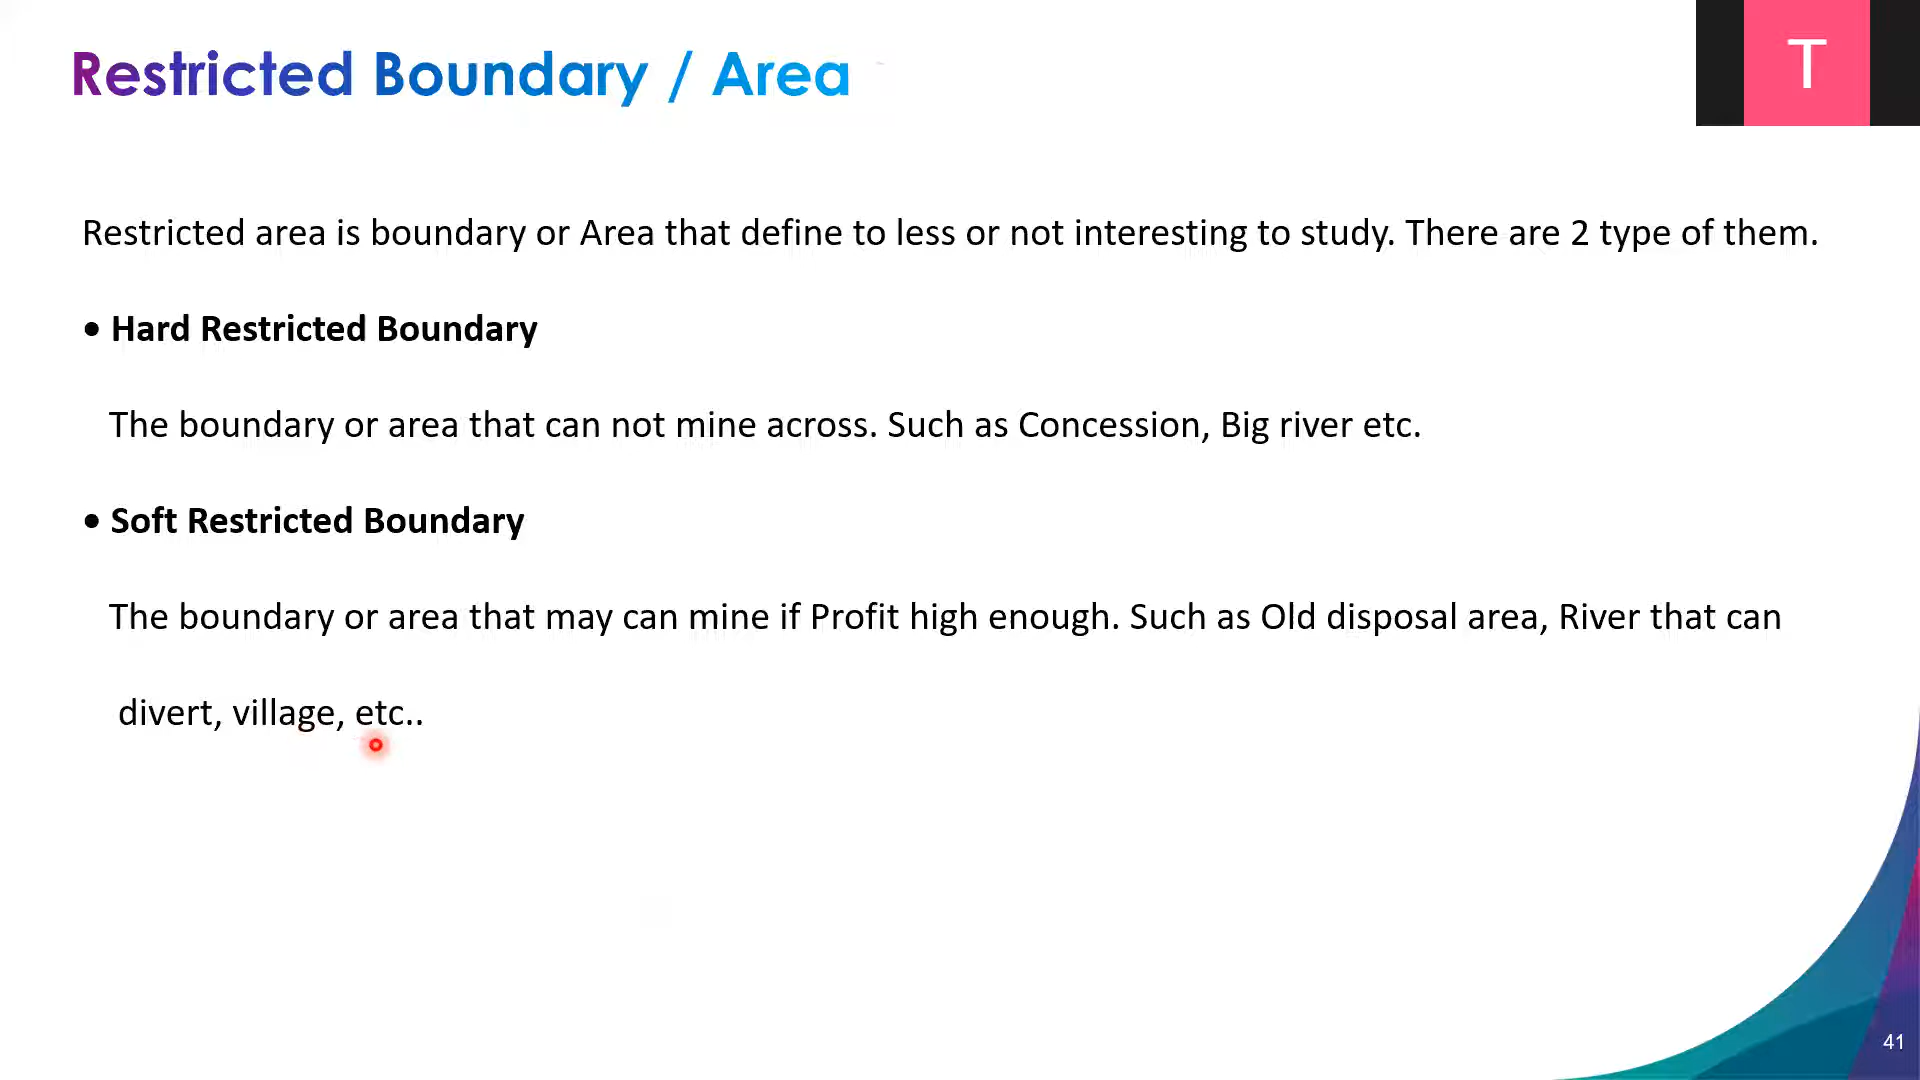 Restricted Boundary / Area
T
Restricted area is boundary or Area that define to less or not interesting to study. There are 2 type of them.
• Hard Restricted Boundary
The boundary or area that can not mine across. Such as Concession, Big river etc.
• Soft Restricted Boundary
The boundary or area that may can mine if Profit high enough. Such as Old disposal area, River that can
divert, village, etc..
41